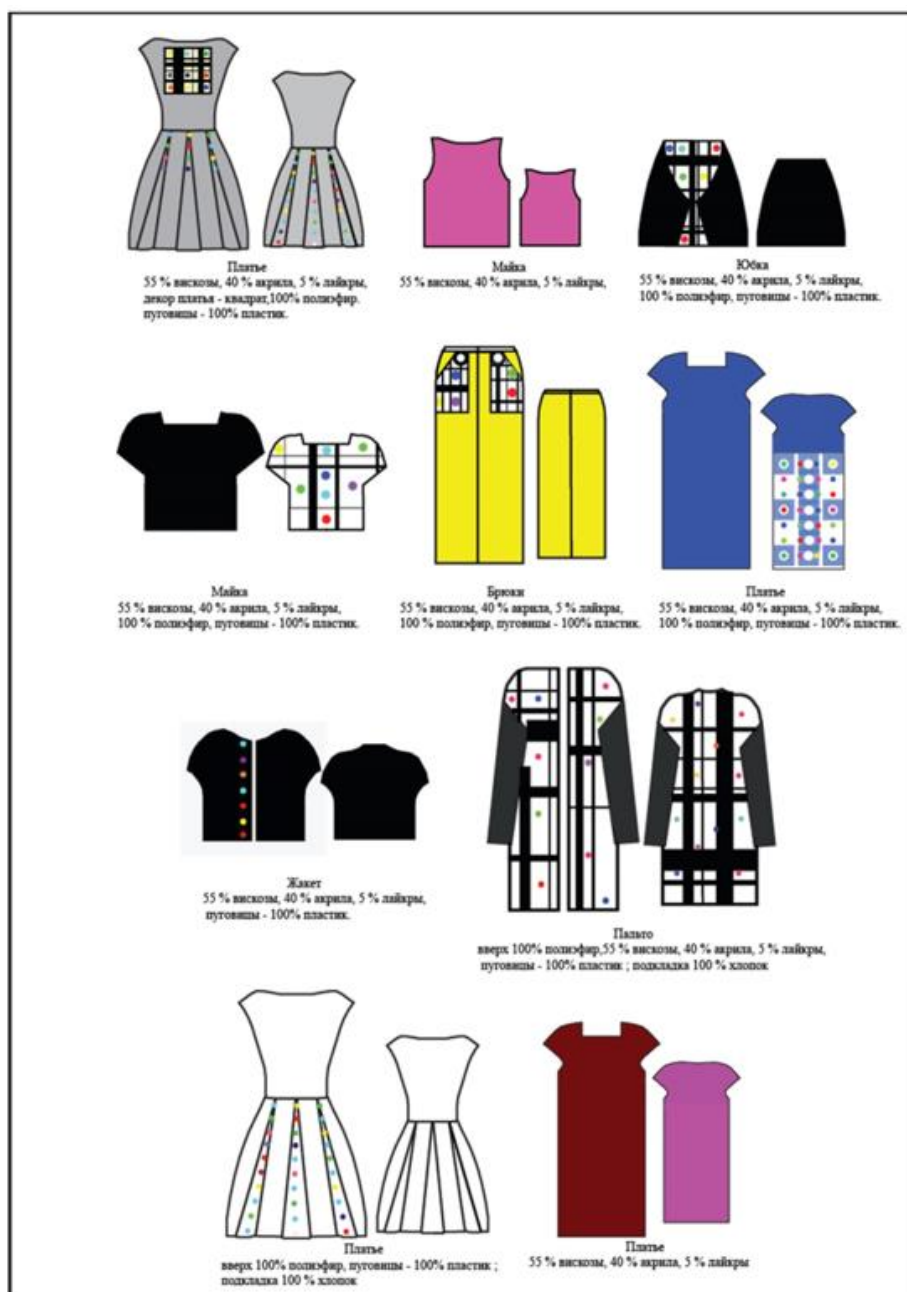 Платье
55 % вискозы, 40 % акрила, 5 % лайкры,
декор платья - квадрат,100% полиэфир.
пуговицы - 100% пластик.
Майка
55 % вискозы, 40 % акрила, 5 % лайкры,
Юбка
55 % вискозы, 40 % акрила, 5 % лайкры,
100 % полиэфир, пуговицы - 100% пластик.
Майка
55 % вискозы, 40 % акрила, 5 % лайкры,
100 % полиэфир, пуговицы - 100% пластик.
Брюки
55 % вискозы, 40 % акрила, 5 % лайкры,
100 % полиэфир, пуговицы - 100% пластик.
Платье
55 % вискозы, 40 % акрила, 5 % лайкры,
100 % полиэфир, пуговицы - 100% пластик.
Жакет
55 % вискозы, 40 % акрила, 5 % лайкры,
пуговицы - 100% пластик.
Пальто
вверх 100% полиэфир,55 % вискозы, 40 % акрила, 5 % лайкры,
пуговицы - 100% пластик ; подкладка 100 % хлопок
Платье
вверх 100% полиэфир, пуговицы - 100% пластик ;
подкладка 100 % хлопок
Платье
55 % вискозы, 40 % акрила, 5 % лайкры